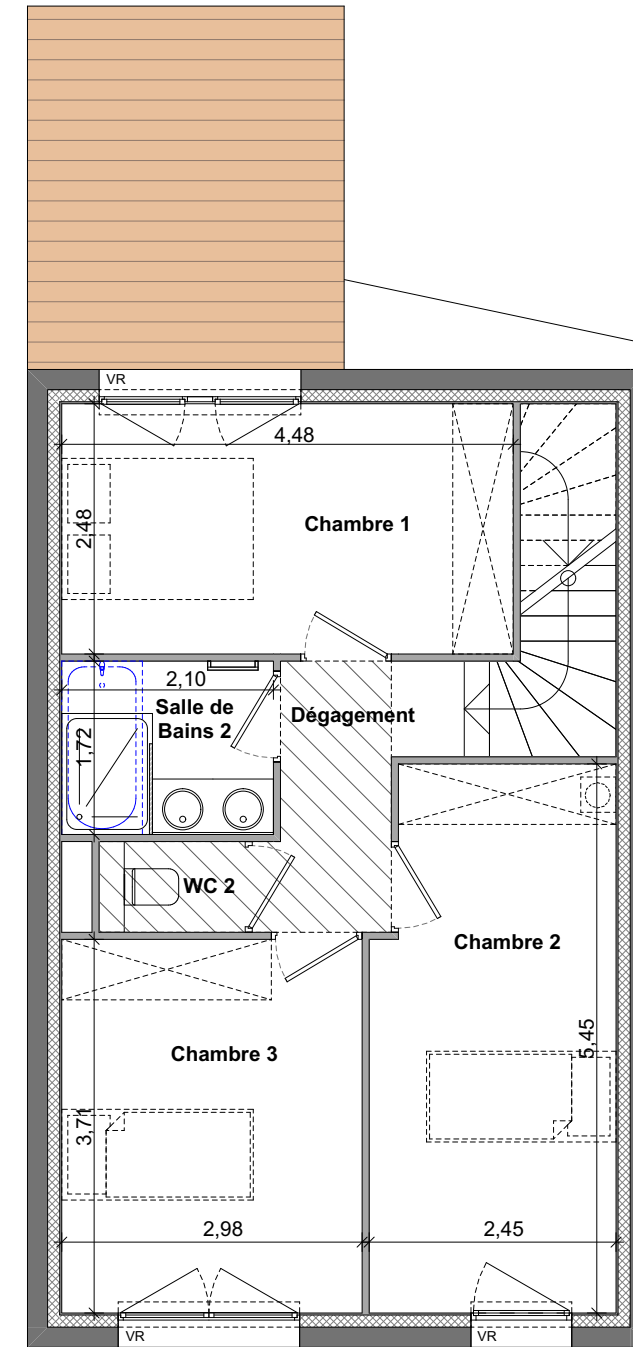 VR
4,48
2,48
Chambre 1
2,10
Salle de
Bains 2
Dégagement
1,72
WC 2
Chambre 2
Chambre 3
5,45
3,71
2,98
2,45
VR
VR